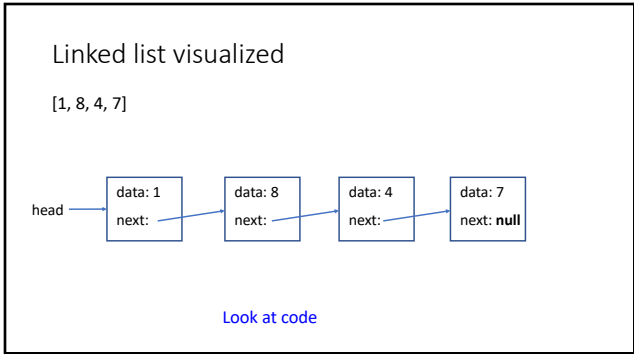 Linked list visualized
[1, 8, 4, 7]
head
data: 1
next:
data: 8
next:
data: 4
next:
data: 7
next: null
Look at code